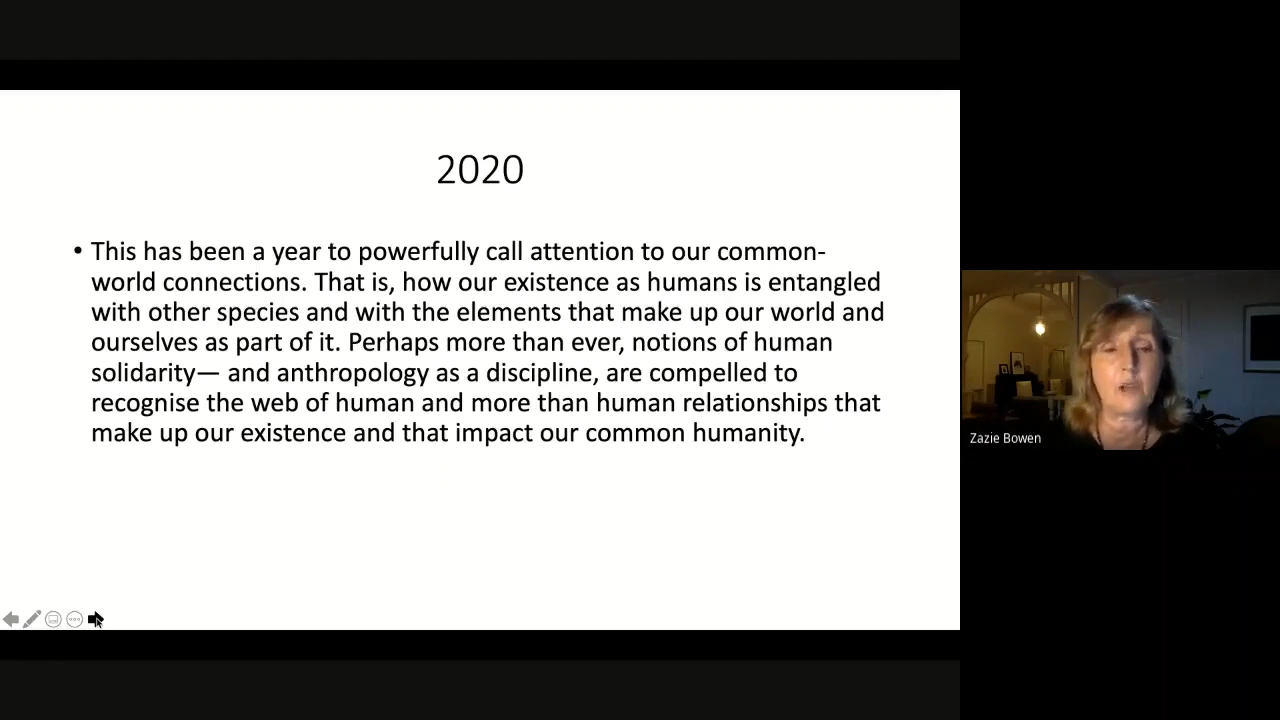 2020
• This has been a year to powerfully call attention to our common-
world connections. That is, how our existence as humans is entangled
with other species and with the elements that make up our world and
ourselves as part of it. Perhaps more than ever, notions of human
solidarity— and anthropology as a discipline, are compelled to
recognise the web of human and more than human relationships that
make up our existence and that impact our common humanity.
Zazie Bowen